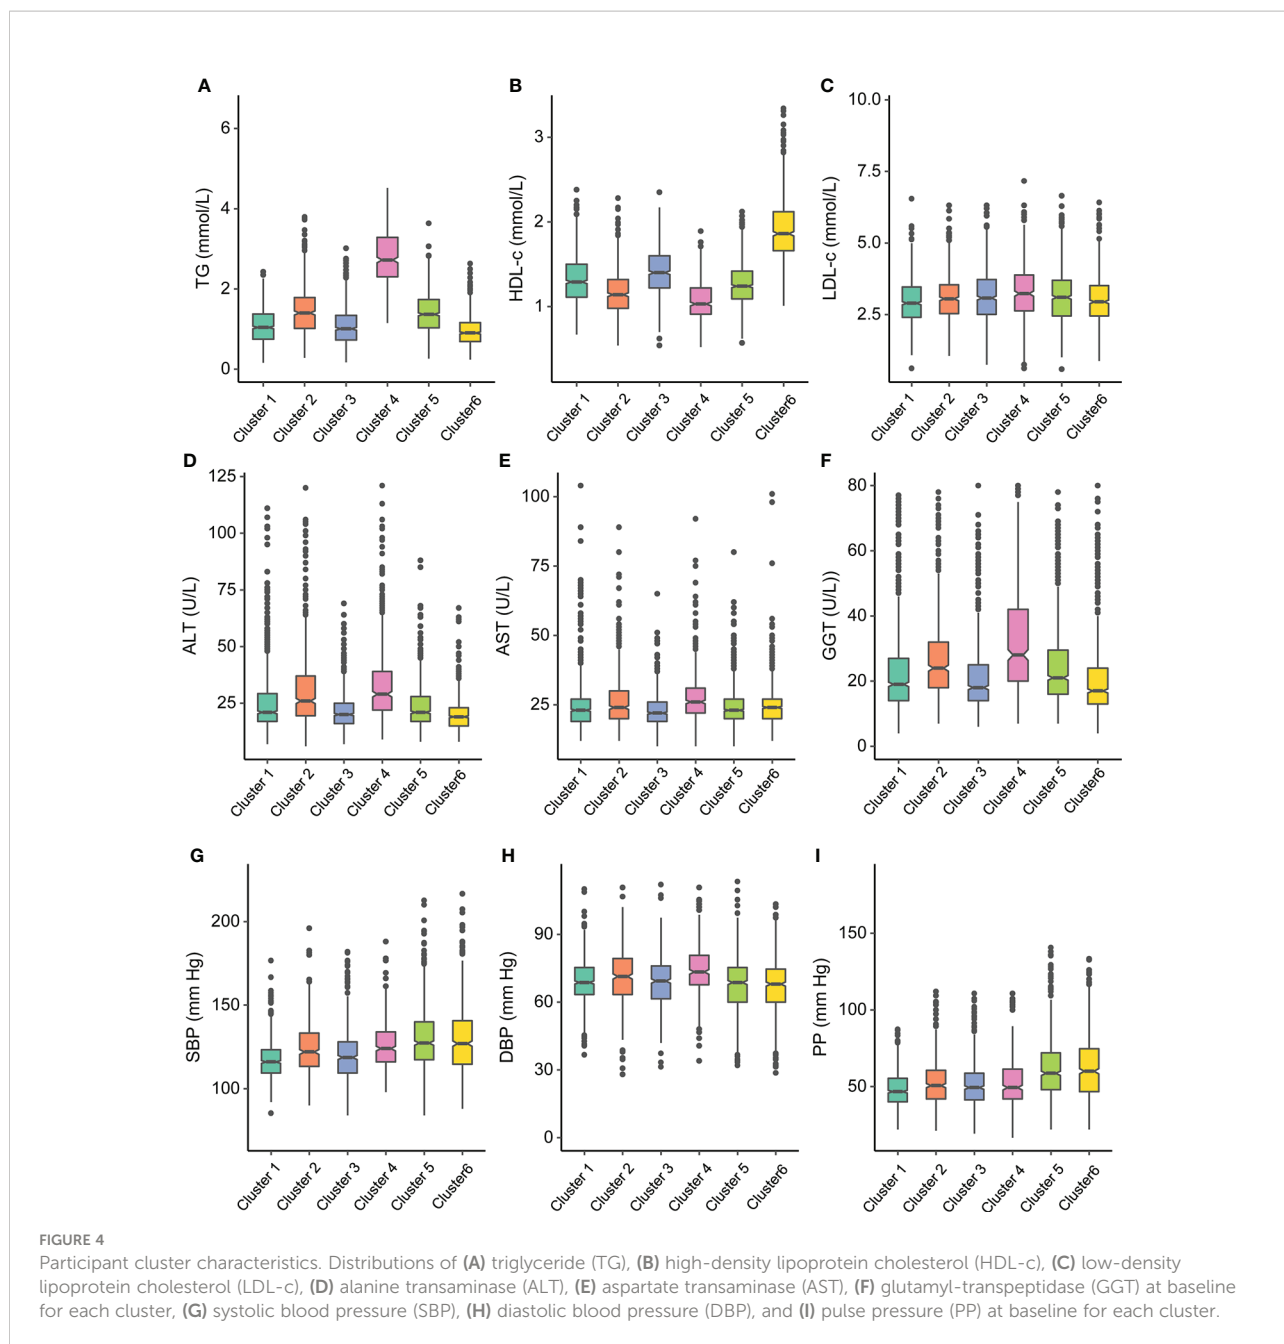 A
TG (mmol/L)
6
4
2
0
Cluster 1
Cluster 2
Cluster 3
Cluster 4
Cluster 5
Cluster6
B
HDL-c (mmol/L)
3
2
1
Cluster 1
Cluster 2
Cluster 3
Cluster 4
Cluster 5
Cluster6
C
LDL-c (mmol/L)
10.0
7.5
5.0
2.5
Cluster 1
Cluster 2
Cluster 3
Cluster 4
Cluster 5
Cluster6
D
ALT (U/L)
125
100
75
50
25
Cluster 1
Cluster 2
Cluster 3
Cluster 4
Cluster 5
Cluster6
E
AST (U/L)
100
75
50
25
Cluster 1
Cluster 2
Cluster 3
Cluster 4
Cluster 5
Cluster6
F
GGT (U/L))
80
60
40
20
0
Cluster 1
Cluster 2
Cluster 3
Cluster 4
Cluster 5
Cluster6
G
SBP (mm Hg)
200
150
100
Cluster 1
Cluster 2
Cluster 3
Cluster 4
Cluster 5
Cluster6
H
DBP (mm Hg)
90
60
30
0
Cluster 1
Cluster 2
Cluster 3
Cluster 4
Cluster 5
Cluster6
I
PP (mm Hg)
150
100
50
Cluster 1
Cluster 2
Cluster 3
Cluster 4
Cluster 5
Cluster6
FIGURE 4
Participant cluster characteristics. Distributions of (A) triglyceride (TG), (B) high-density lipoprotein cholesterol (HDL-c), (C) low-density
lipoprotein cholesterol (LDL-c), (D) alanine transaminase (ALT), (E) aspartate transaminase (AST), (F) glutamyl-transpeptidase (GGT) at baseline
for each cluster, (G) systolic blood pressure (SBP), (H) diastolic blood pressure (DBP), and (I) pulse pressure (PP) at baseline for each cluster.